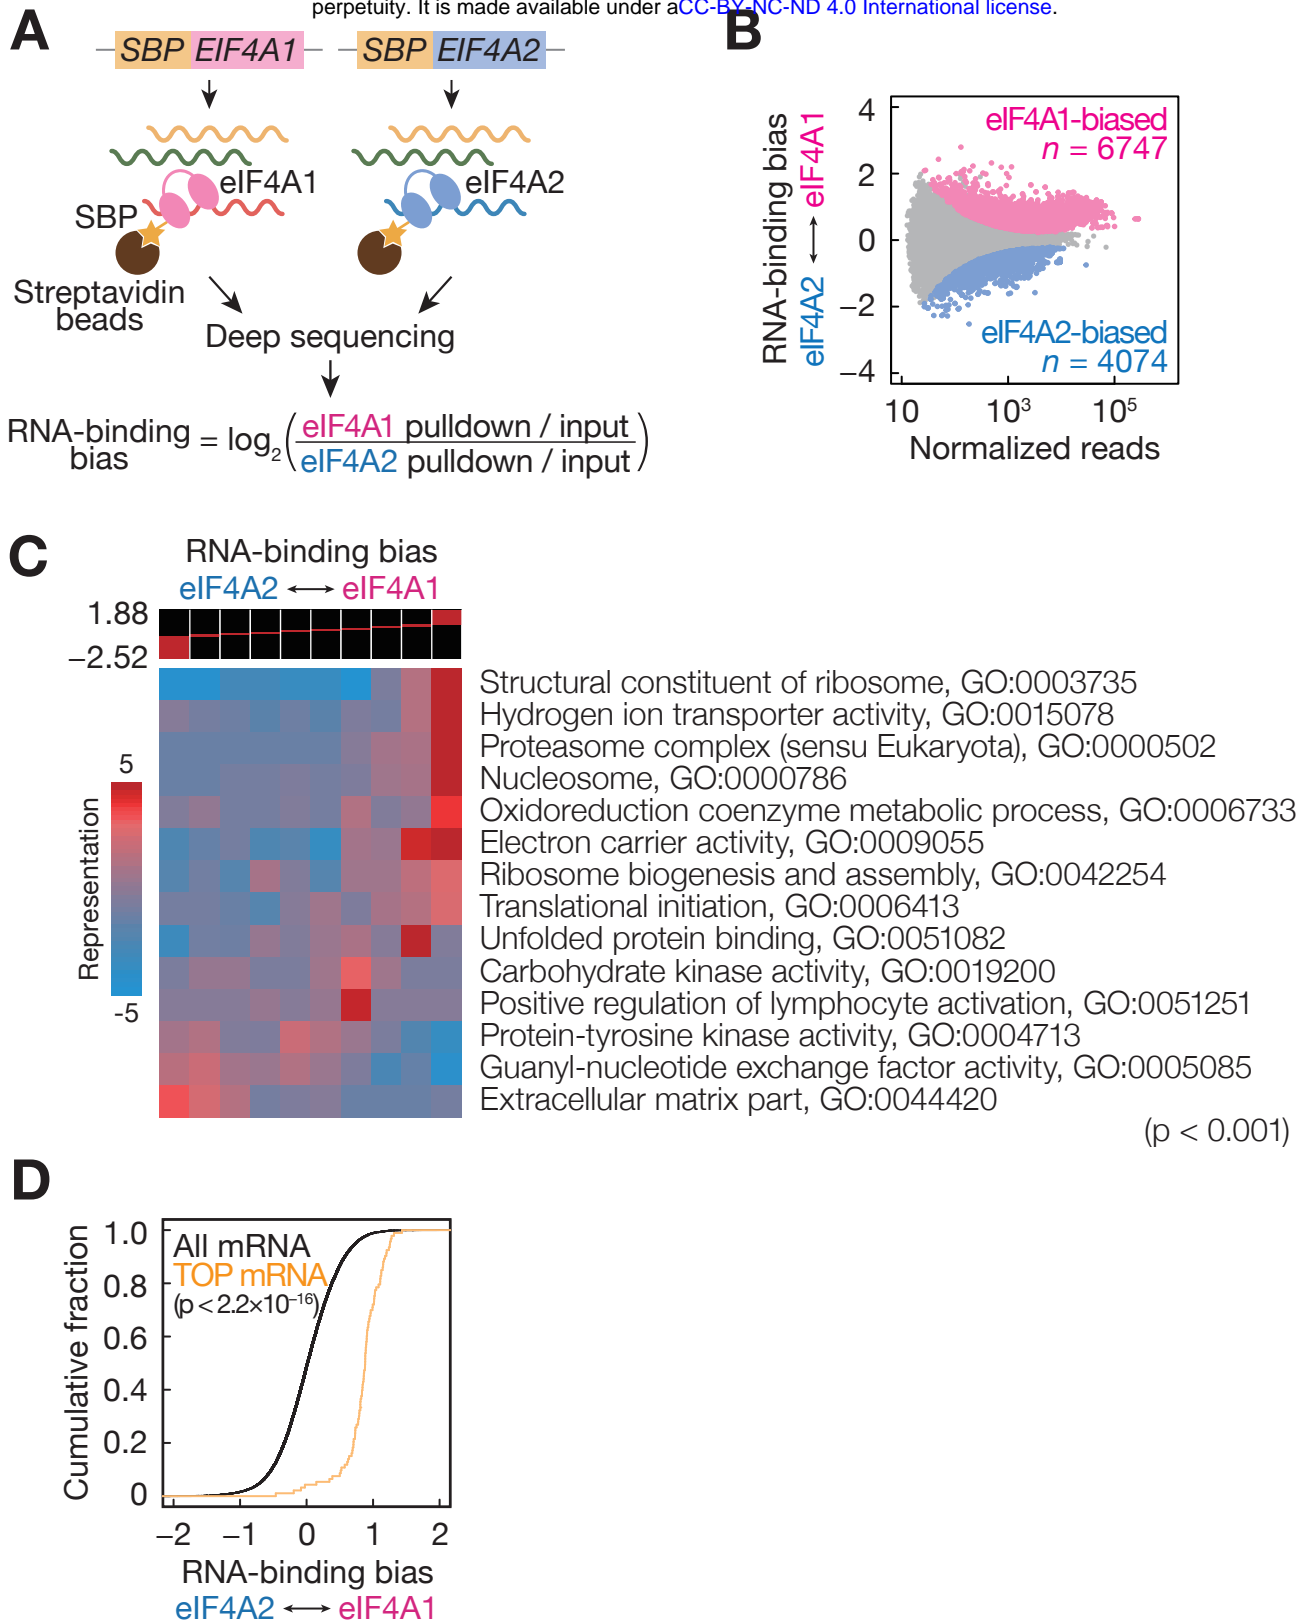 perpetuity. It is made available under aCC-BY-NC-ND 4.0 International license.
A
SBP EIF4A1
SBP EIF4A2
eIF4A1
eIF4A2
SBP
Streptavidin
beads
Deep sequencing
RNA-binding
bias
= log2
eIF4A1 pulldown / input
eIF4A2 pulldown / input
B
RNA-binding bias
eIF4A2 ⟷ eIF4A1
4
2
0
−2
−4
eIF4A1-biased
n = 6747
eIF4A2-biased
n = 4074
10 10³ 10⁵
Normalized reads
C
RNA-binding bias
eIF4A2 ⟷ eIF4A1
1.88
−2.52
5
Representation
-5
Structural constituent of ribosome, GO:0003735
Hydrogen ion transporter activity, GO:0015078
Proteasome complex (sensu Eukaryota), GO:0000502
Nucleosome, GO:0000786
Oxidoreduction coenzyme metabolic process, GO:0006733
Electron carrier activity, GO:0009055
Ribosome biogenesis and assembly, GO:0042254
Translational initiation, GO:0006413
Unfolded protein binding, GO:0051082
Carbohydrate kinase activity, GO:0019200
Positive regulation of lymphocyte activation, GO:0051251
Protein-tyrosine kinase activity, GO:0004713
Guanyl-nucleotide exchange factor activity, GO:0005085
Extracellular matrix part, GO:0044420
(p < 0.001)
D
Cumulative fraction
1.0
0.8
0.6
0.4
0.2
0
All mRNA
TOP mRNA
(p < 2.2×10⁻¹⁶)
−2 −1 0 1 2
RNA-binding bias
eIF4A2 ⟷ eIF4A1